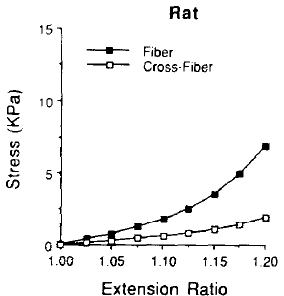 Rat
15
Fiber
Cross-Fiber
10
Stress (KPa)
5
0
1.00 1.05 1.10 1.15 1.20
Extension Ratio